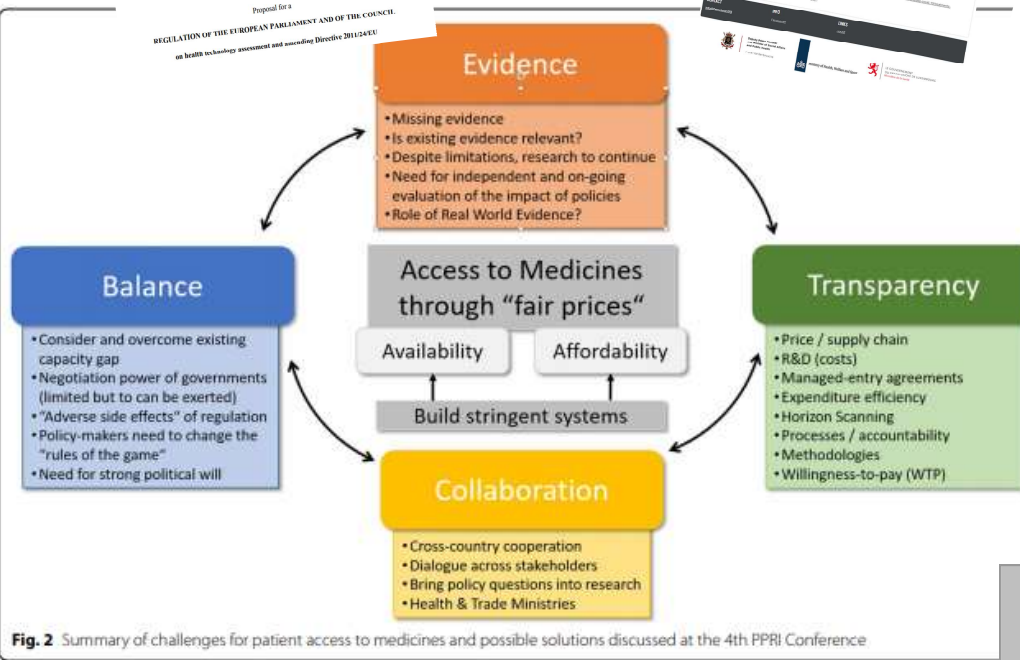 Proposal for a
REGULATION OF THE EUROPEAN PARLIAMENT AND OF THE COUNCIL
on health technology assessment and amending Directive 2011/24/EU
Evidence
•Missing evidence
•Is existing evidence relevant?
•Despite limitations, research to continue
•Need for independent and on-going
evaluation of the impact of policies
•Role of Real World Evidence?
Balance
•Consider and overcome existing
capacity gap
•Negotiation power of governments
(limited but to can be exerted)
•"Adverse side effects" of regulation
•Policy-makers need to change the
"rules of the game"
•Need for strong political will
Access to Medicines
through "fair prices"
Availability
Affordability
Build stringent systems
Transparency
•Price / supply chain
•R&D (costs)
•Managed-entry agreements
•Expenditure efficiency
•Horizon Scanning
•Processes / accountability
•Methodologies
•Willingness-to-pay (WTP)
Collaboration
•Cross-country cooperation
•Dialogue across stakeholders
•Bring policy questions into research
•Health & Trade Ministries
Fig. 2 Summary of challenges for patient access to medicines and possible solutions discussed at the 4th PPRI Conference